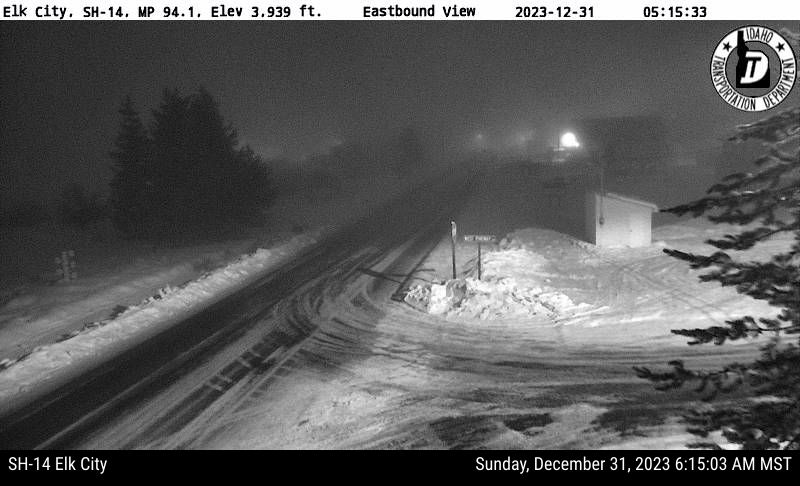 Elk City, SH-14, MP 94.1, Elev 3,939 ft. Eastbound View 2023-12-31 05:15:33
IDAHO
TRANSPORTATION DEPARTMENT
SH-14 Elk City Sunday, December 31, 2023 6:15:03 AM MST